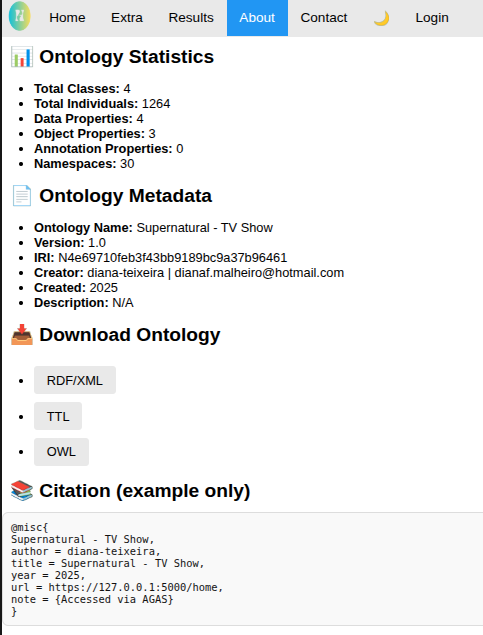 Home Extra Results About Contact 🌙 Login
📊 Ontology Statistics
• Total Classes: 4
• Total Individuals: 1264
• Data Properties: 4
• Object Properties: 3
• Annotation Properties: 0
• Namespaces: 30
📄 Ontology Metadata
• Ontology Name: Supernatural - TV Show
• Version: 1.0
• IRI: N4e69710feb3f43bb9189bc9a37b96461
• Creator: diana-teixeira | dianaf.malheiro@hotmail.com
• Created: 2025
• Description: N/A
📥 Download Ontology
• RDF/XML
• TTL
• OWL
📚 Citation (example only)
@misc{
Supernatural - TV Show,
author = diana-teixeira,
title = Supernatural - TV Show,
year = 2025,
url = https://127.0.0.1:5000/home,
note = {Accessed via AGAS}
}